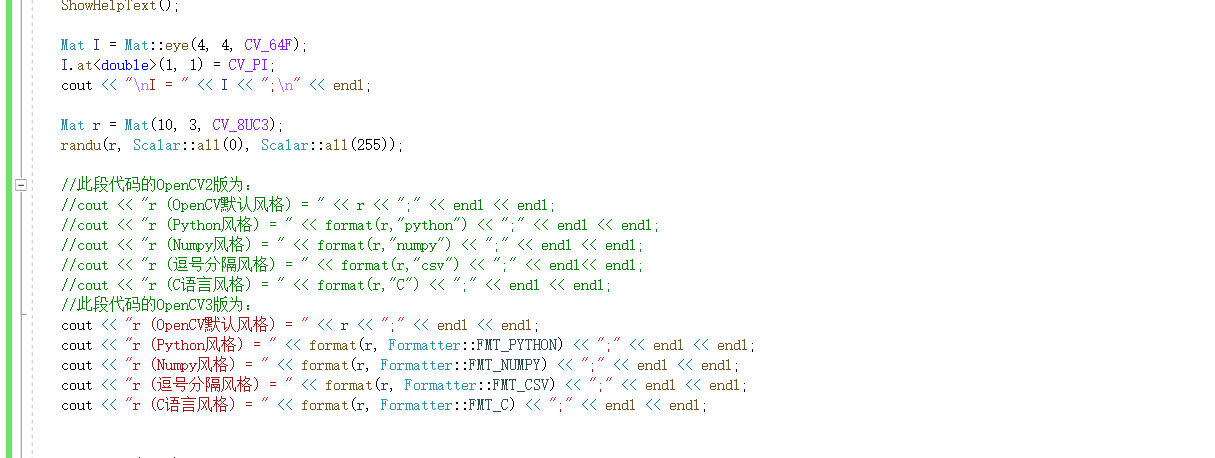 ShowHelpText();
Mat I = Mat::eye(4, 4, CV_64F);
I.at<double>(1, 1) = CV_PI;
cout << "\nI = " << I << ";\n" << endl;
Mat r = Mat(10, 3, CV_8UC3);
randu(r, Scalar::all(0), Scalar::all(255));
//此段代码的OpenCV2版为:
//cout << "r (OpenCV默认风格) = " << r << ";" << endl << endl;
//cout << "r (Python风格) = " << format(r,"python") << ";" << endl << endl;
//cout << "r (Numpy风格) = " << format(r,"numpy") << ";" << endl << endl;
//cout << "r (逗号分隔风格) = " << format(r,"csv") << ";" << endl<< endl;
//cout << "r (C语言风格) = " << format(r,"C") << ";" << endl << endl;
//此段代码的OpenCV3版为:
cout << "r (OpenCV默认风格) = " << r << ";" << endl << endl;
cout << "r (Python风格) = " << format(r, Formatter::FMT_PYTHON) << ";" << endl << endl;
cout << "r (Numpy风格) = " << format(r, Formatter::FMT_NUMPY) << ";" << endl << endl;
cout << "r (逗号分隔风格) = " << format(r, Formatter::FMT_CSV) << ";" << endl << endl;
cout << "r (C语言风格) = " << format(r, Formatter::FMT_C) << ";" << endl << endl;